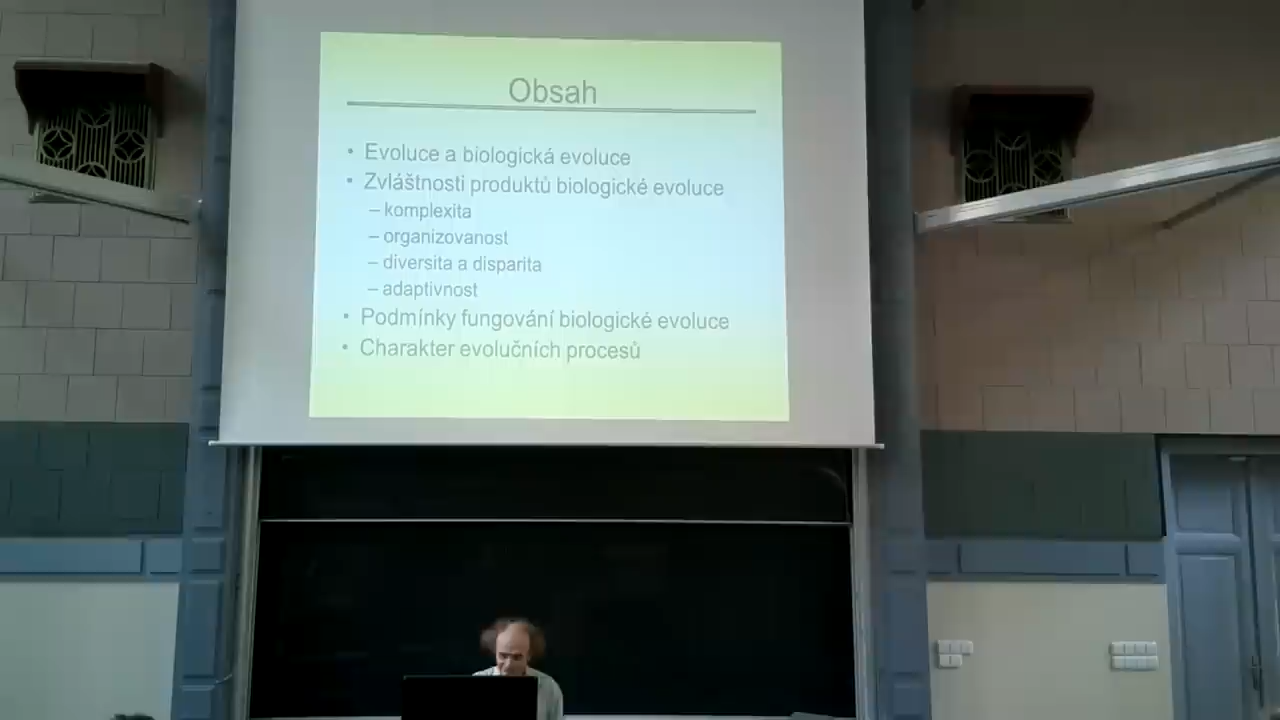 Obsah
• Evoluce a biologická evoluce
• Zvláštnosti produktů biologické evoluce
– komplexita
– organizovanost
– diversita a disparita
– adaptivnost
• Podmínky fungování biologické evoluce
• Charakter evolučních procesů